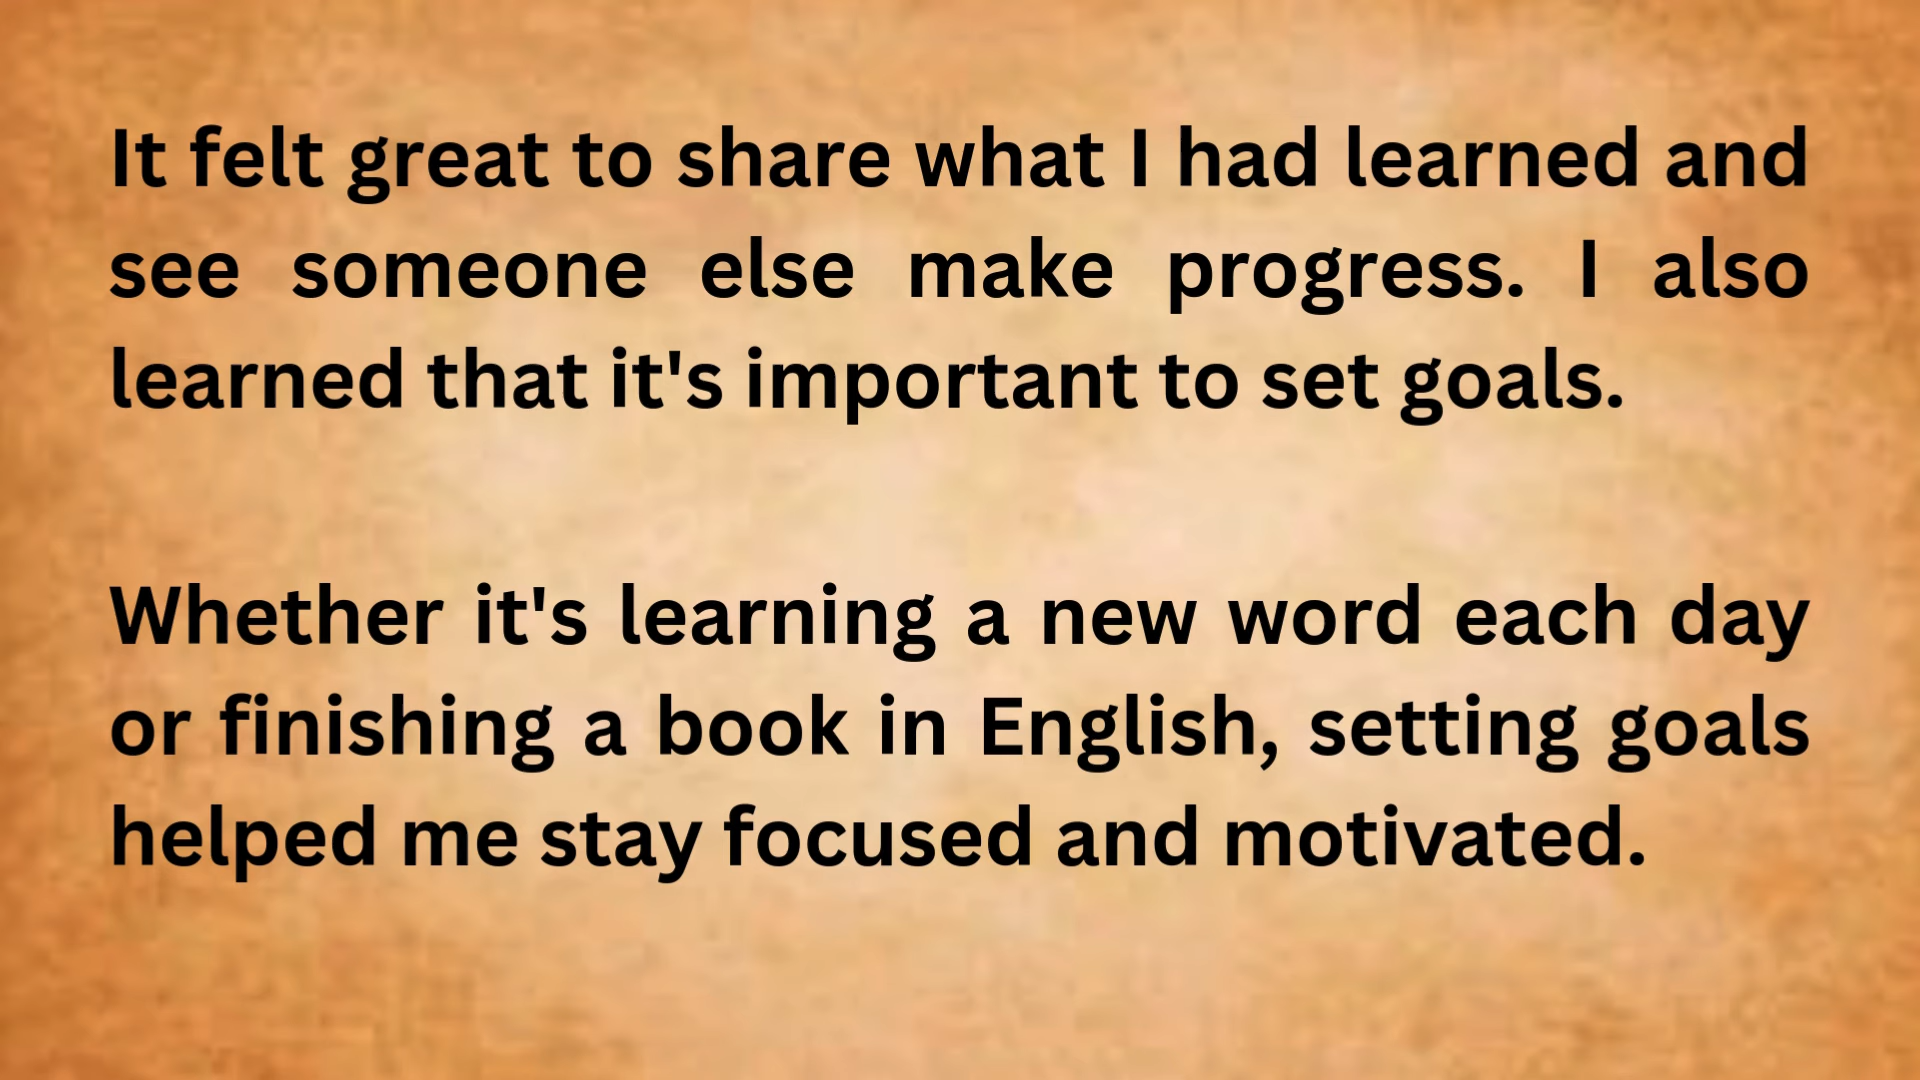 It felt great to share what I had learned and
see someone else make progress. I also
learned that it's important to set goals.
Whether it's learning a new word each day
or finishing a book in English, setting goals
helped me stay focused and motivated.